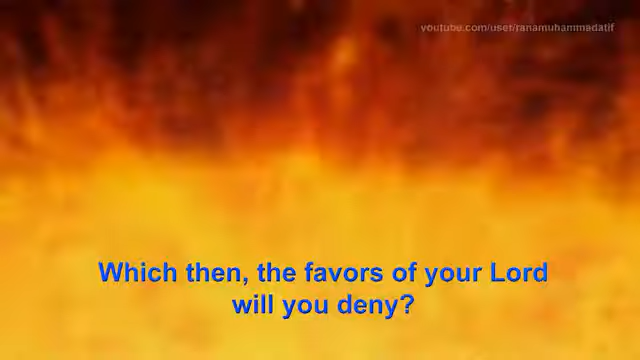 youtube.com/user/ranamuhammadatif
Which then, the favors of your Lord
will you deny?